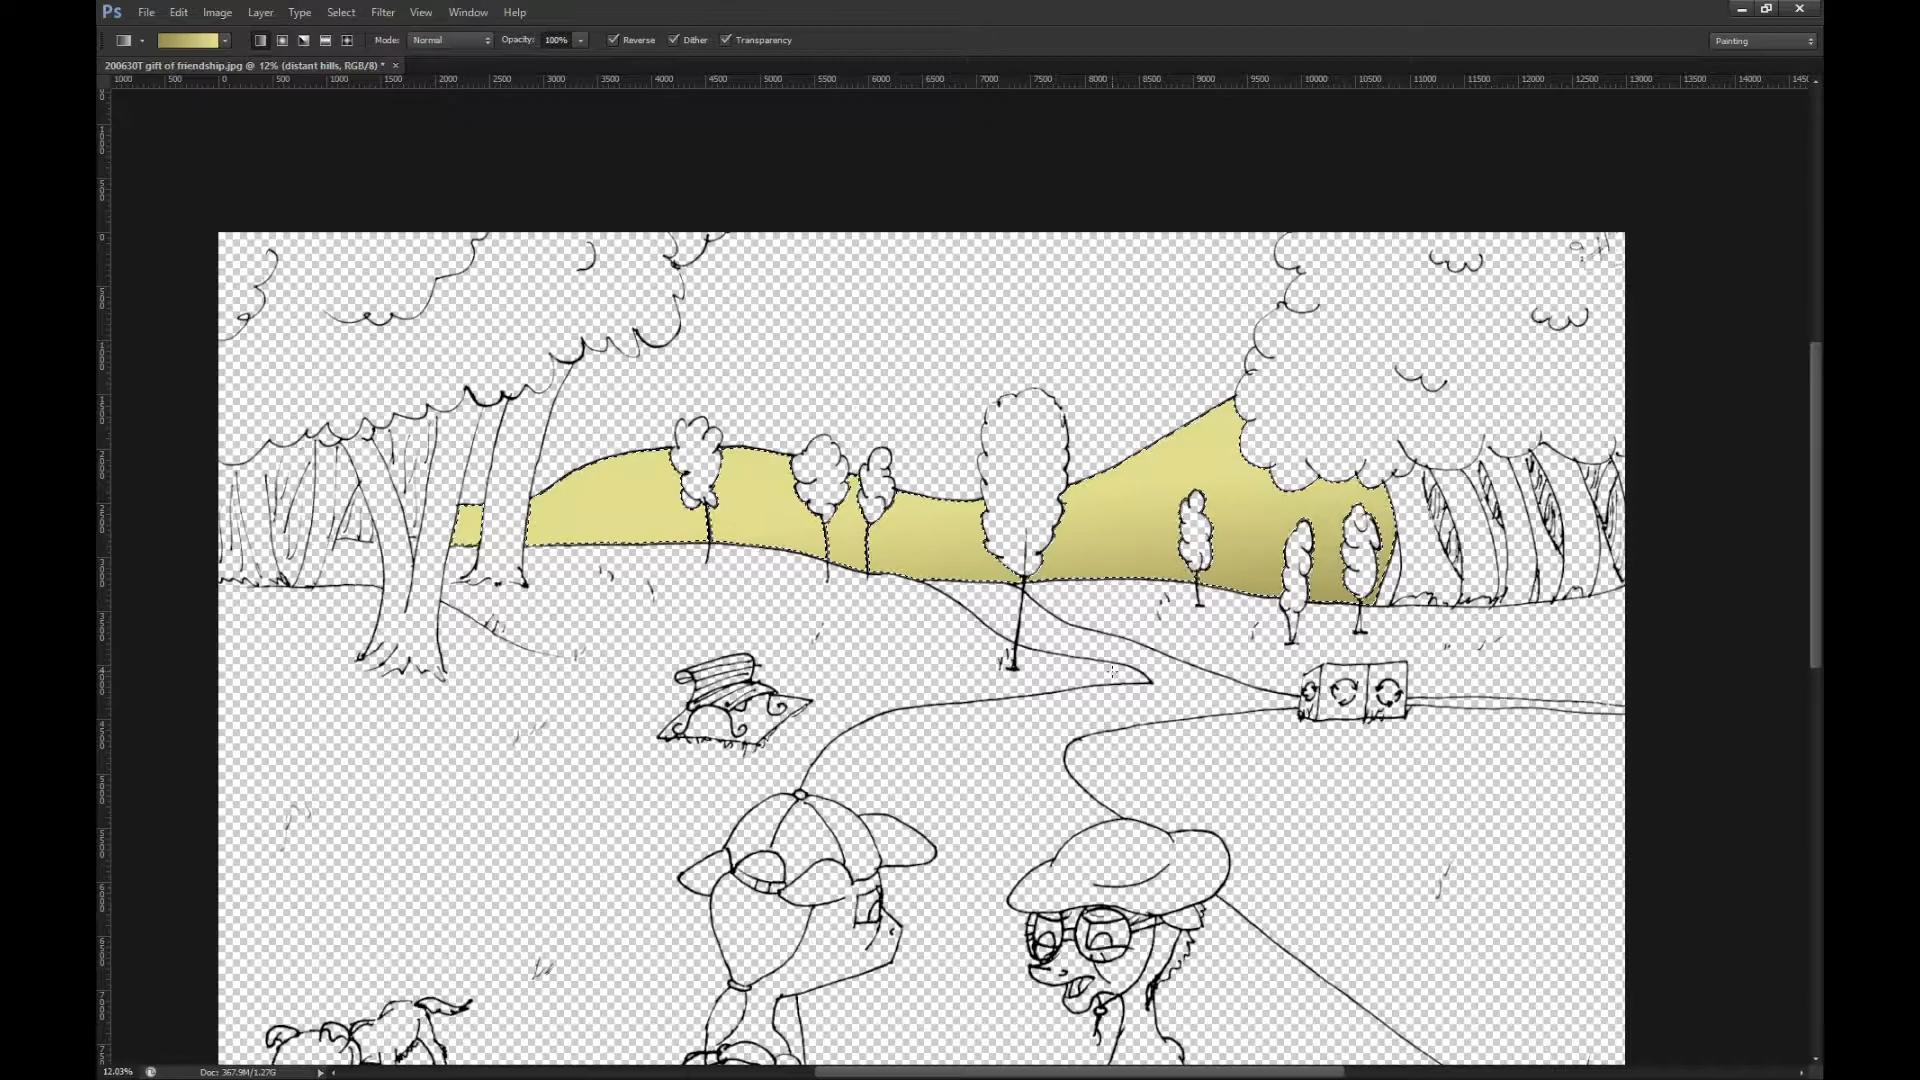 Ps File Edit Image Layer Type Select Filter View Window Help
Mode: Normal Opacity: 100% Reverse Dither Transparency Painting
200630T gift of friendship.jpg @ 12% (distant hills, RGB/8) * ×
1000 500 0 500 1000 1500 2000 2500 3000 3500 4000 4500 5000 5500 6000 6500 7000 7500 8000 8500 9000 9500 10000 10500 11000 11500 12000 12500 13000 13500 14000 1450
12.03% Doc: 367.9M/1.27G